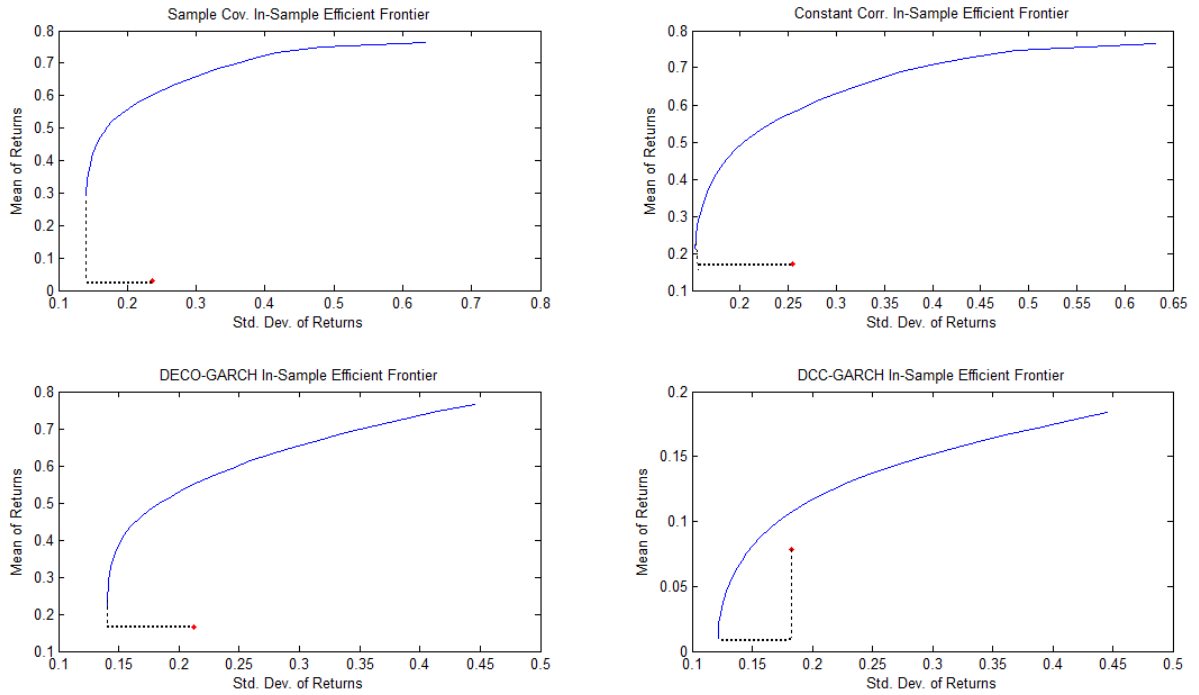 Sample Cov. In-Sample Efficient Frontier
0.8
0.7
0.6
0.5
0.4
0.3
0.2
0.1
0
Mean of Returns
0.1 0.2 0.3 0.4 0.5 0.6 0.7 0.8
Std. Dev. of Returns
Constant Corr. In-Sample Efficient Frontier
0.8
0.7
0.6
0.5
0.4
0.3
0.2
0.1
Mean of Returns
0.2 0.25 0.3 0.35 0.4 0.45 0.5 0.55 0.6 0.65
Std. Dev. of Returns
DECO-GARCH In-Sample Efficient Frontier
0.8
0.7
0.6
0.5
0.4
0.3
0.2
0.1
Mean of Returns
0.1 0.15 0.2 0.25 0.3 0.35 0.4 0.45 0.5
Std. Dev. of Returns
DCC-GARCH In-Sample Efficient Frontier
0.2
0.15
0.1
0.05
0
Mean of Returns
0.1 0.15 0.2 0.25 0.3 0.35 0.4 0.45 0.5
Std. Dev. of Returns